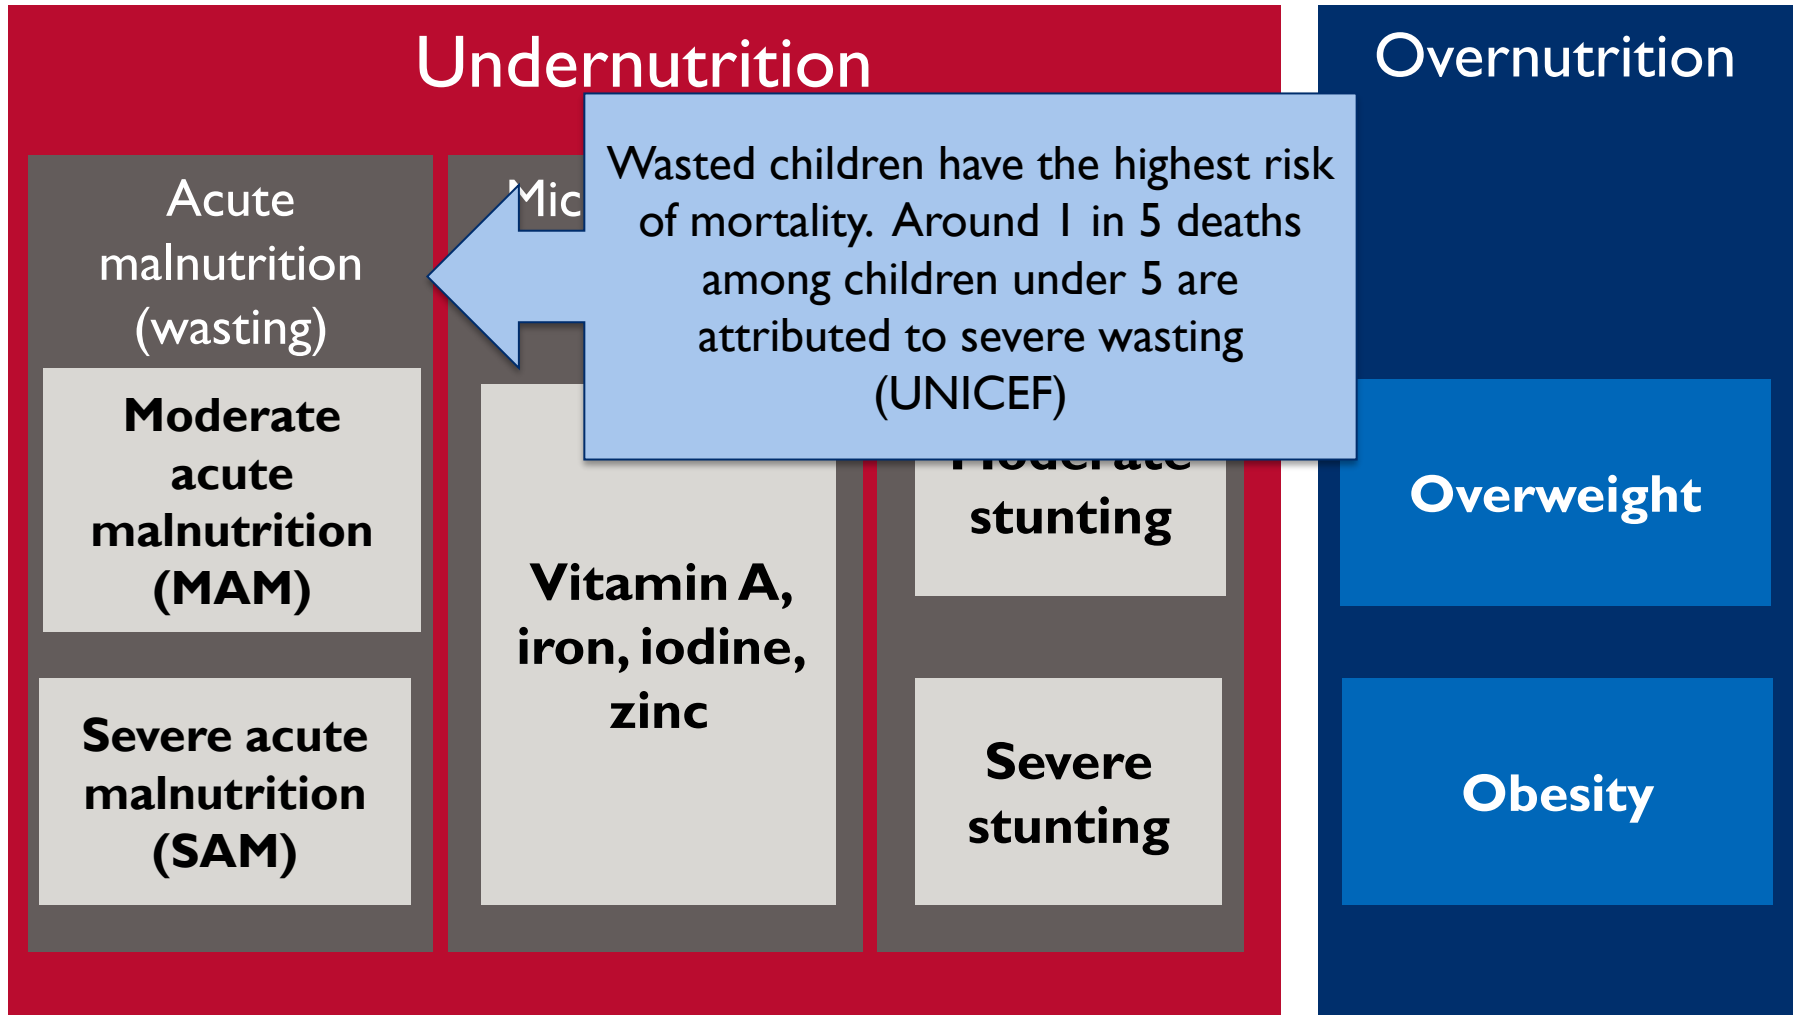 Undernutrition
Overnutrition
Acute
malnutrition
(wasting)
Wasted children have the highest risk
of mortality. Around 1 in 5 deaths
among children under 5 are
attributed to severe wasting
(UNICEF)
Moderate
acute
malnutrition
(MAM)
Severe acute
malnutrition
(SAM)
Vitamin A,
iron, iodine,
zinc
Moderate
stunting
Severe
stunting
Overweight
Obesity